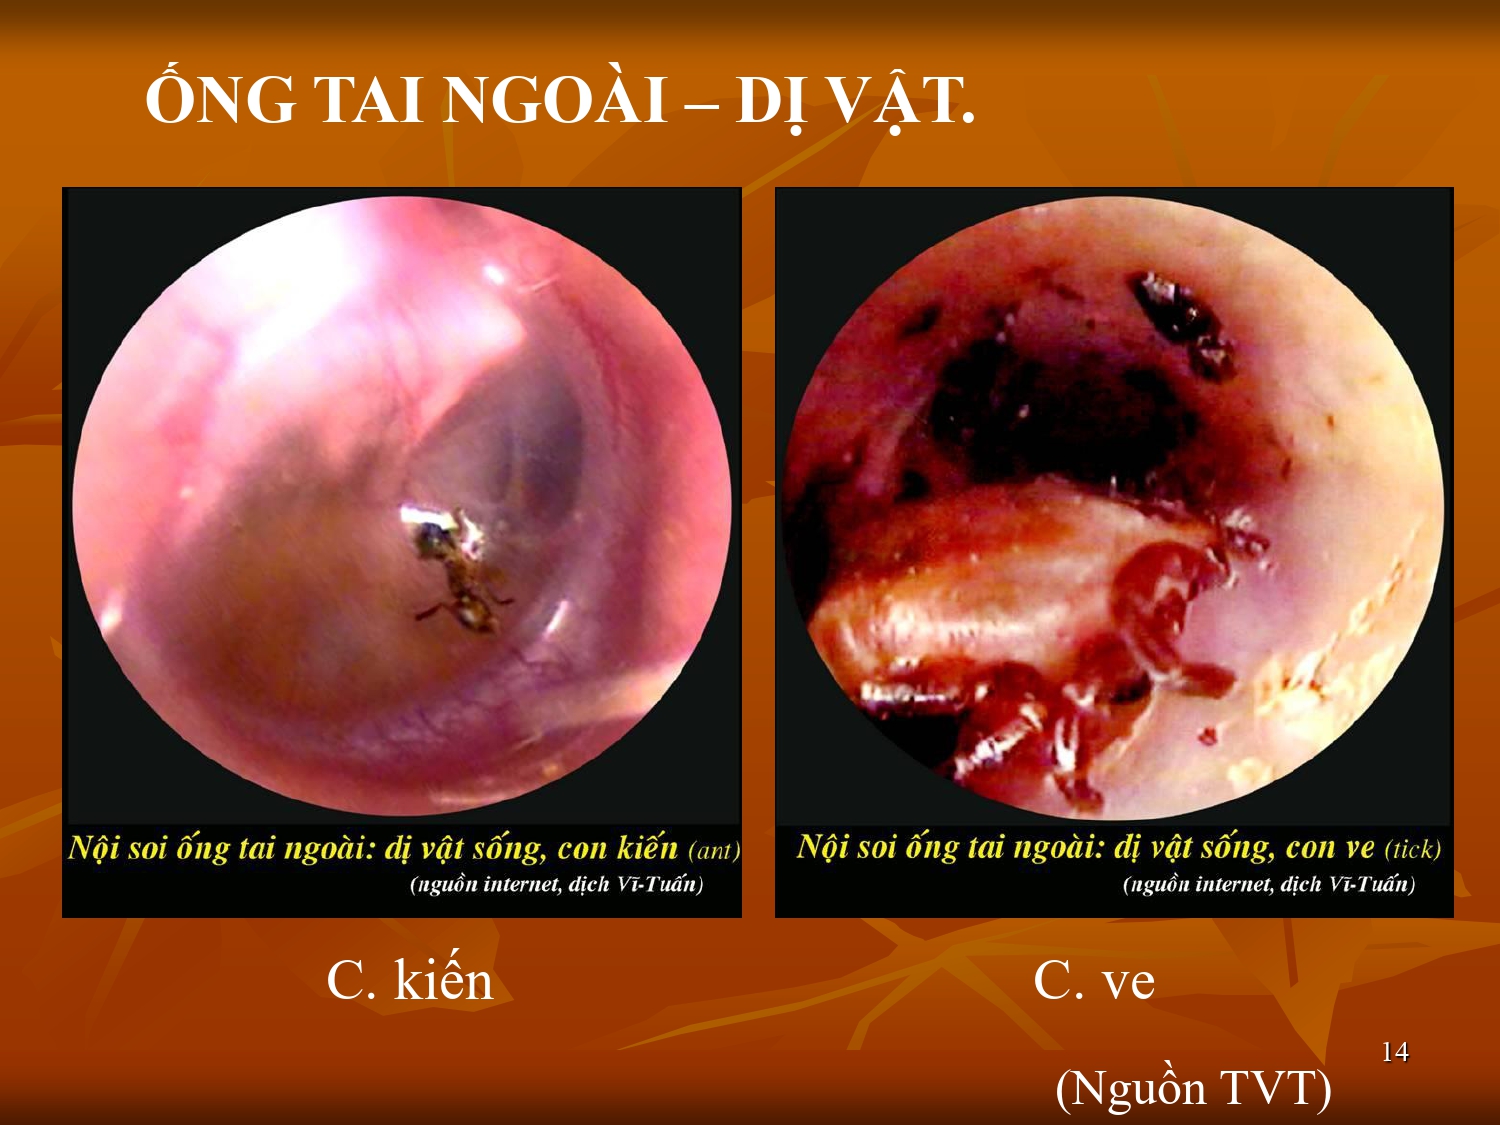 ỐNG TAI NGOÀI – DỊ VẬT.
Nội soi ống tai ngoài: dị vật sống, con kiến (ant)
(nguồn internet, dịch Vĩ-Tuấn)
Nội soi ống tai ngoài: dị vật sống, con ve (tick)
(nguồn internet, dịch Vĩ-Tuấn)
C. kiến
C. ve
14
(Nguồn TVT)